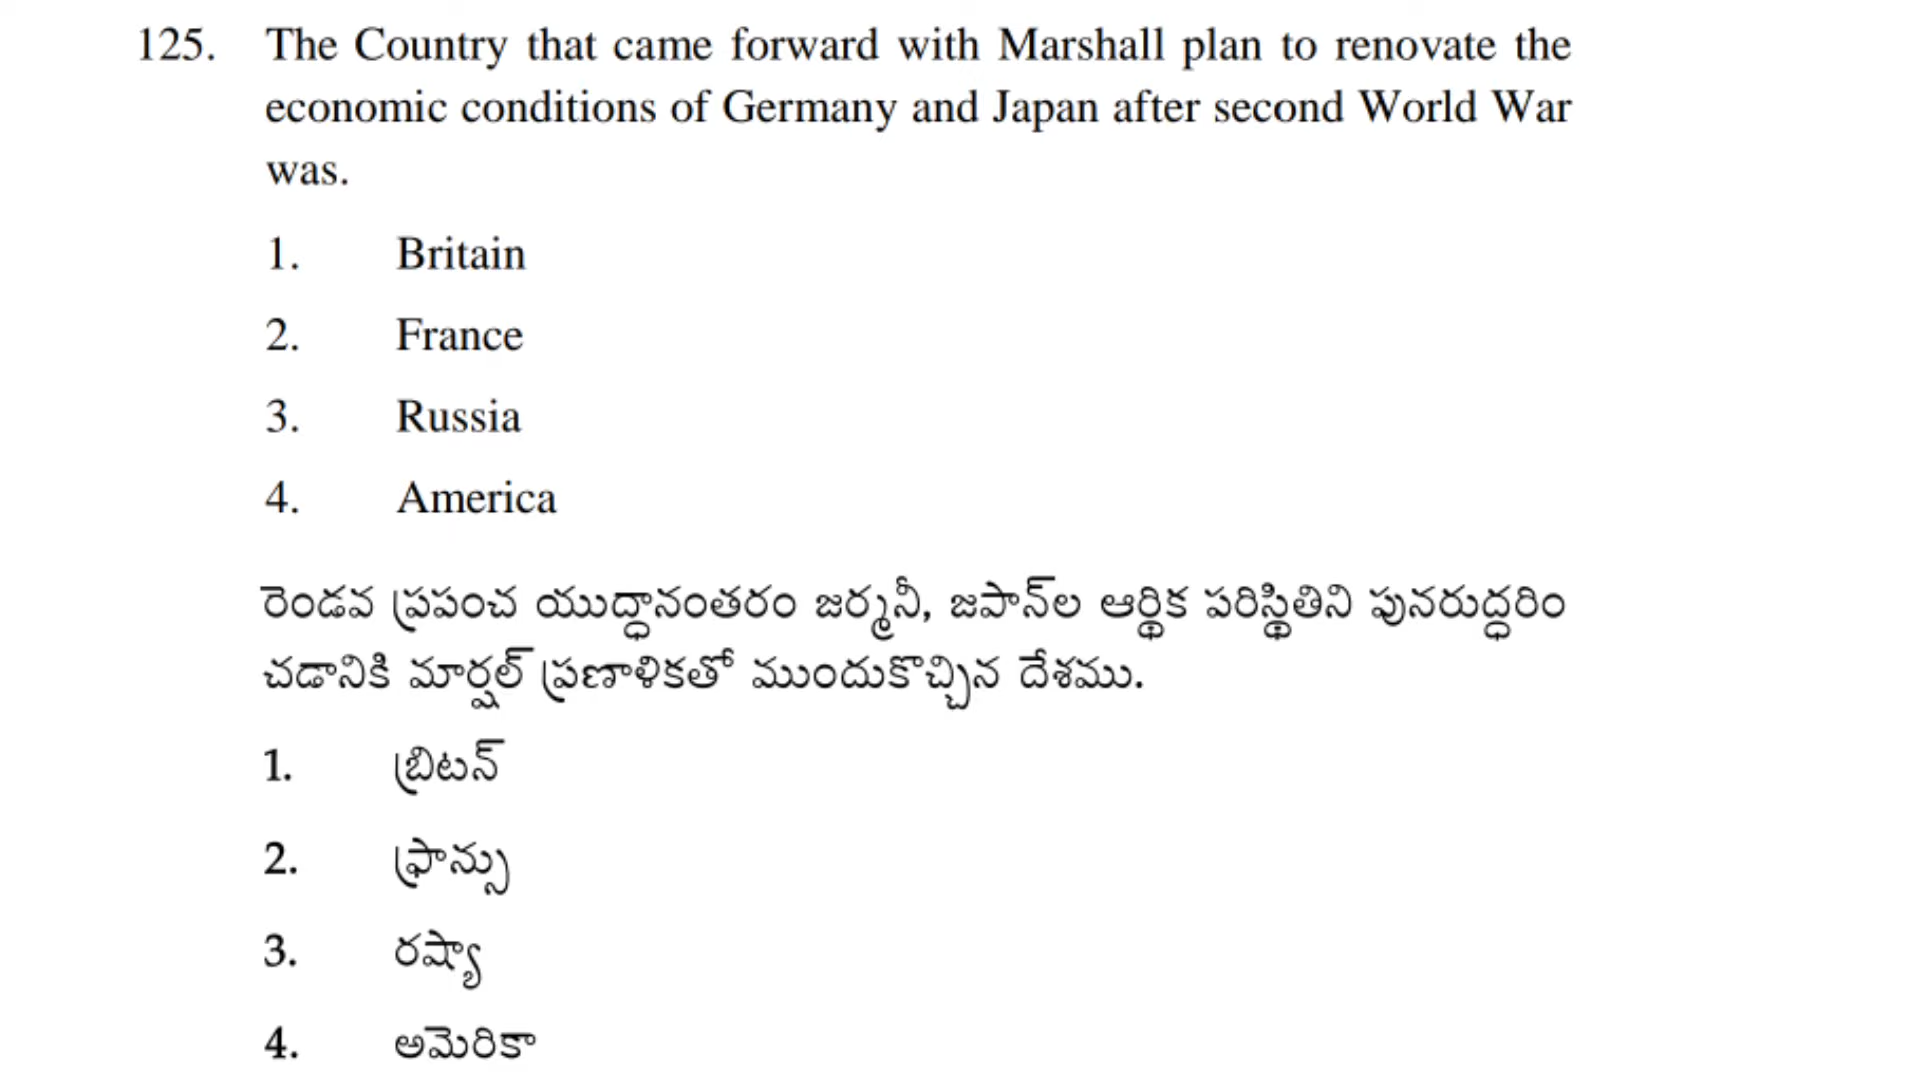 125. The Country that came forward with Marshall plan to renovate the
economic conditions of Germany and Japan after second World War
was.
1. Britain
2. France
3. Russia
4. America
రెండవ ప్రపంచ యుద్ధానంతరం జర్మనీ, జపాన్‌ల ఆర్థిక పరిస్థితిని పునరుద్ధరిం
చడానికి మార్షల్ ప్రణాళికతో ముందుకొచ్చిన దేశము.
1. బ్రిటన్
2. ఫ్రాన్సు
3. రష్యా
4. అమెరికా